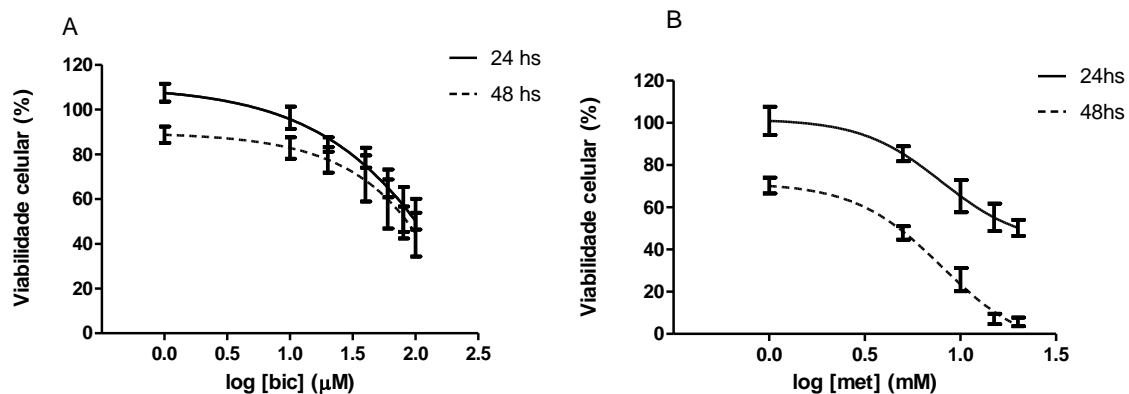 A
24 hs
48 hs
Viabilidade celular (%)
120
100
80
60
40
20
0
0.0 0.5 1.0 1.5 2.0 2.5
log [bic] (μM)
B
24hs
48hs
Viabilidade celular (%)
120
100
80
60
40
20
0
0.0 0.5 1.0 1.5
log [met] (mM)